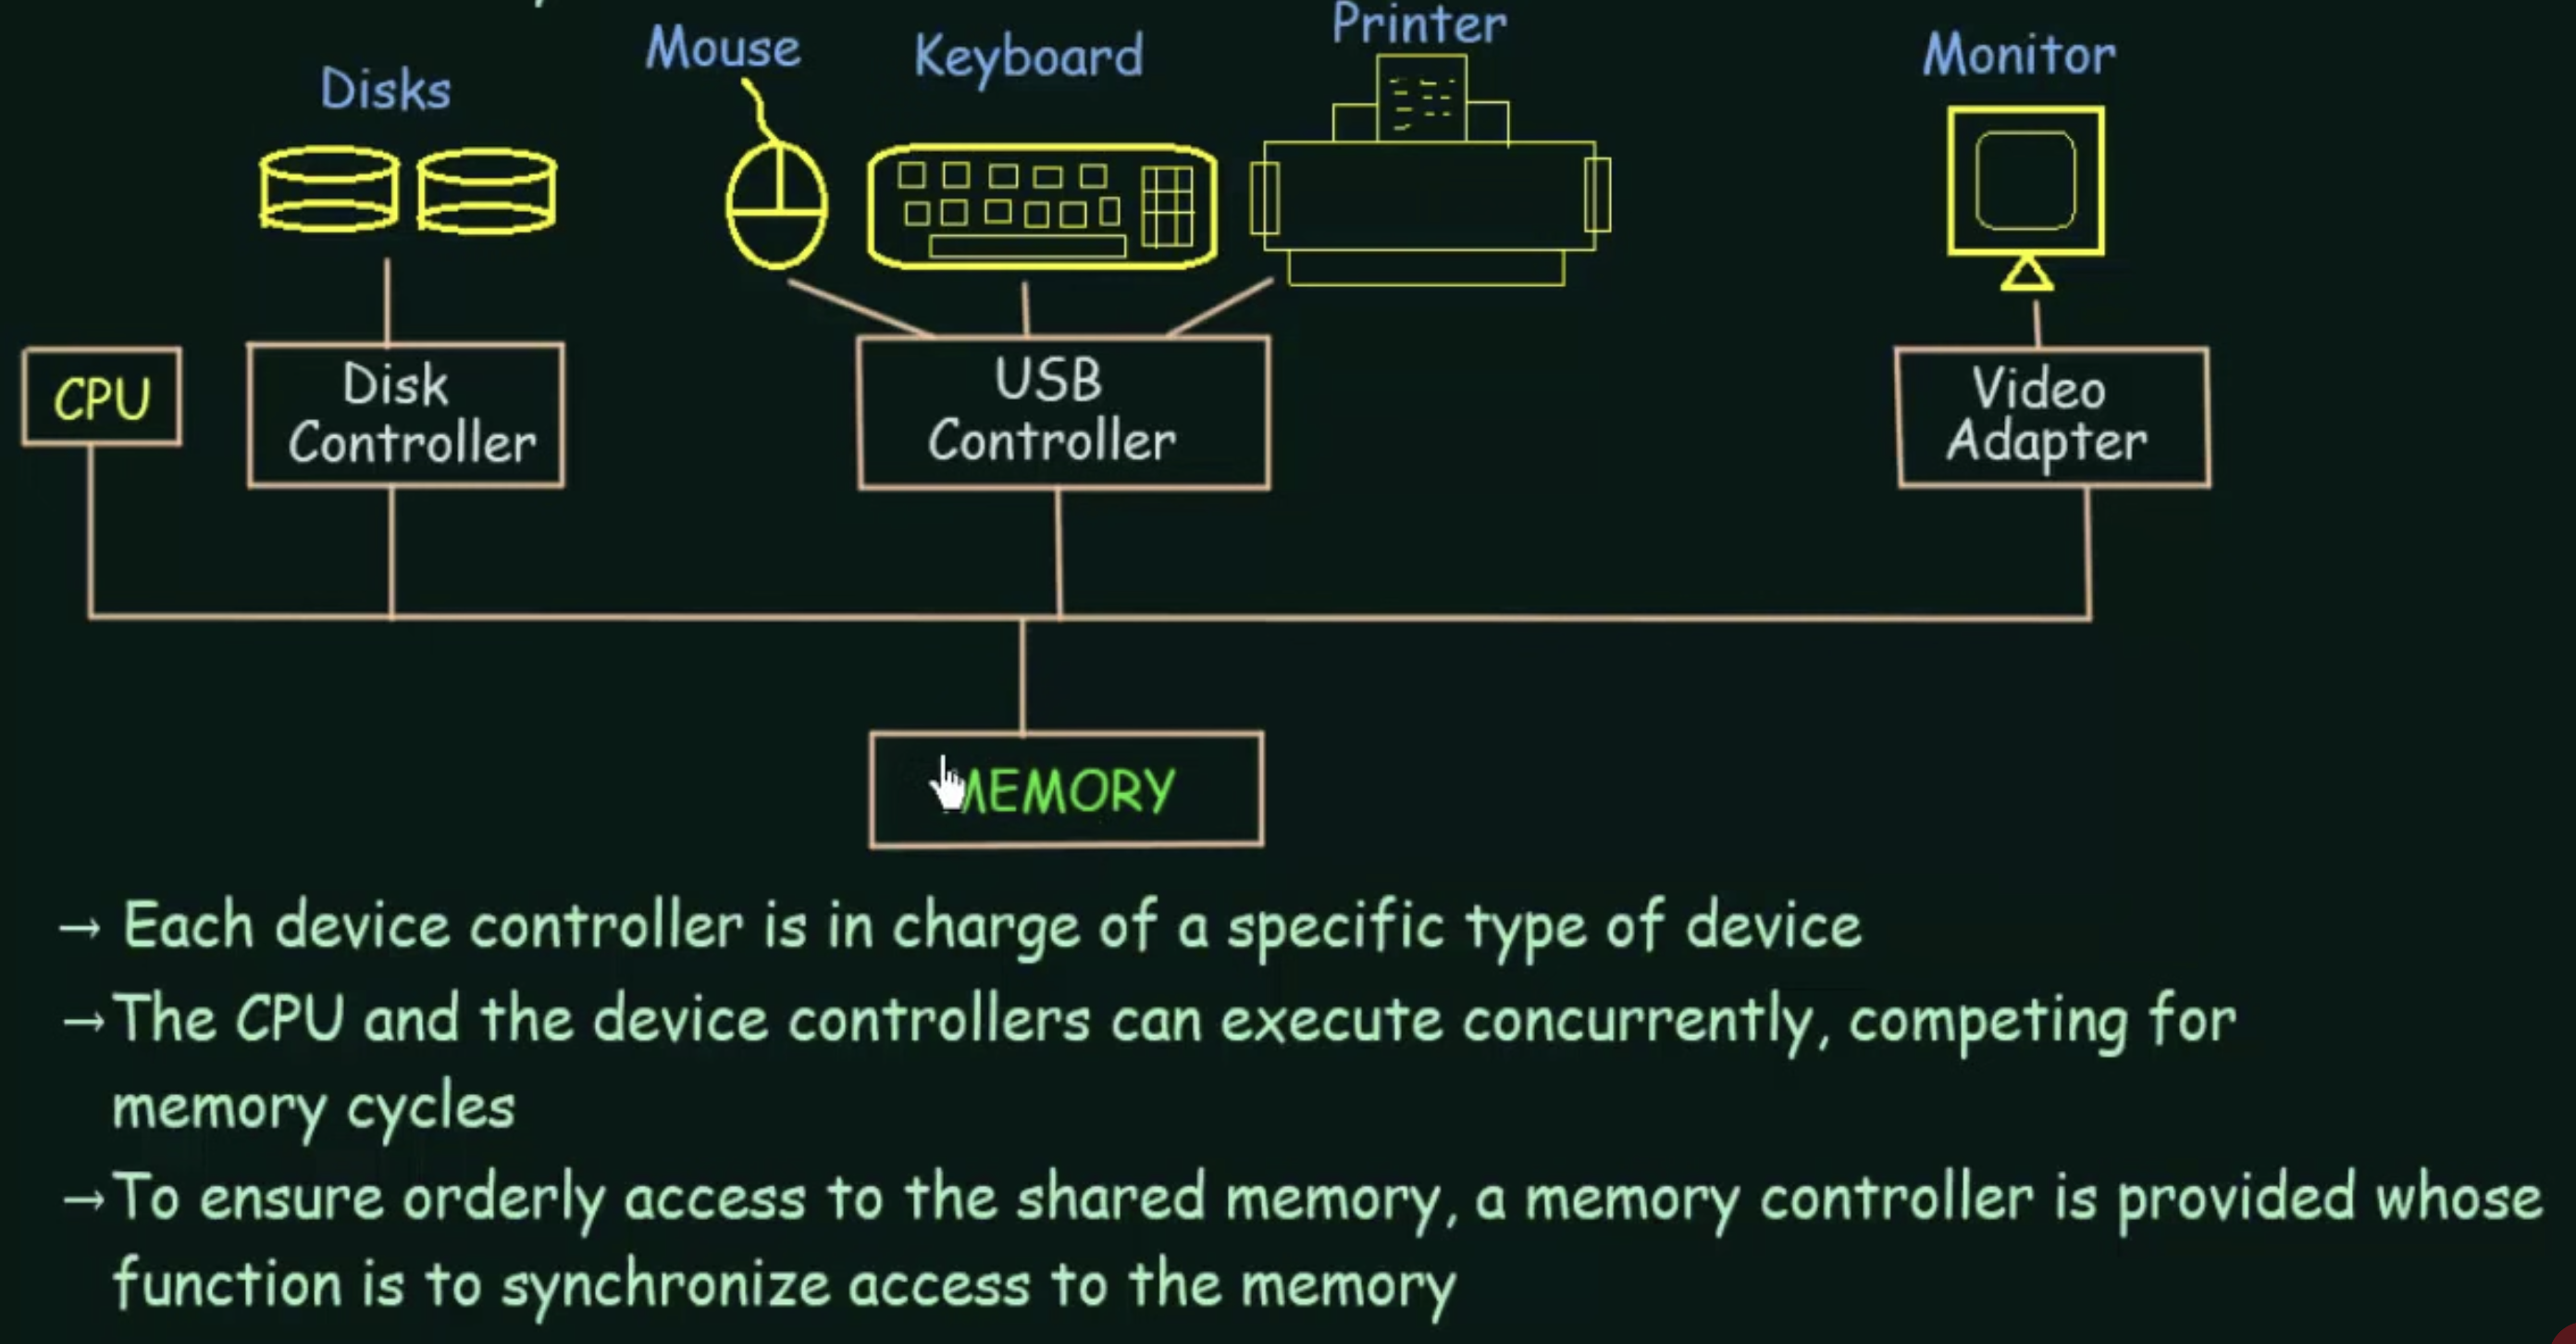 Printer
Mouse
Keyboard
Monitor
Disks
CPU
Disk
Controller
USB
Controller
Video
Adapter
MEMORY
→ Each device controller is in charge of a specific type of device
→ The CPU and the device controllers can execute concurrently, competing for
memory cycles
→ To ensure orderly access to the shared memory, a memory controller is provided whose
function is to synchronize access to the memory